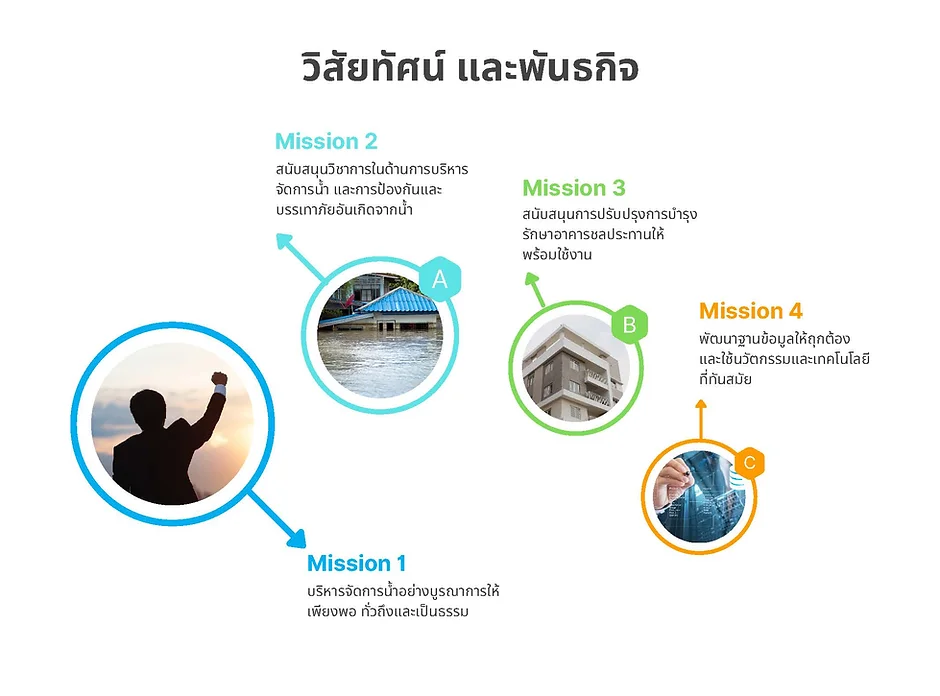 วิสัยทัศน์ และพันธกิจ
Mission 2
สนับสนุนวิชาการในด้านการบริหาร
จัดการน้ำ และการป้องกันและ
บรรเทาภัยอันเกิดจากน้ำ
A
Mission 3
สนับสนุนการปรับปรุงการบำรุง
รักษาอาคารชลประทานให้
พร้อมใช้งาน
B
Mission 4
พัฒนาฐานข้อมูลให้ถูกต้อง
และใช้นวัตกรรมและเทคโนโลยี
ที่ทันสมัย
C
Mission 1
บริหารจัดการน้ำอย่างบูรณาการให้
เพียงพอ ทั่วถึงและเป็นธรรม